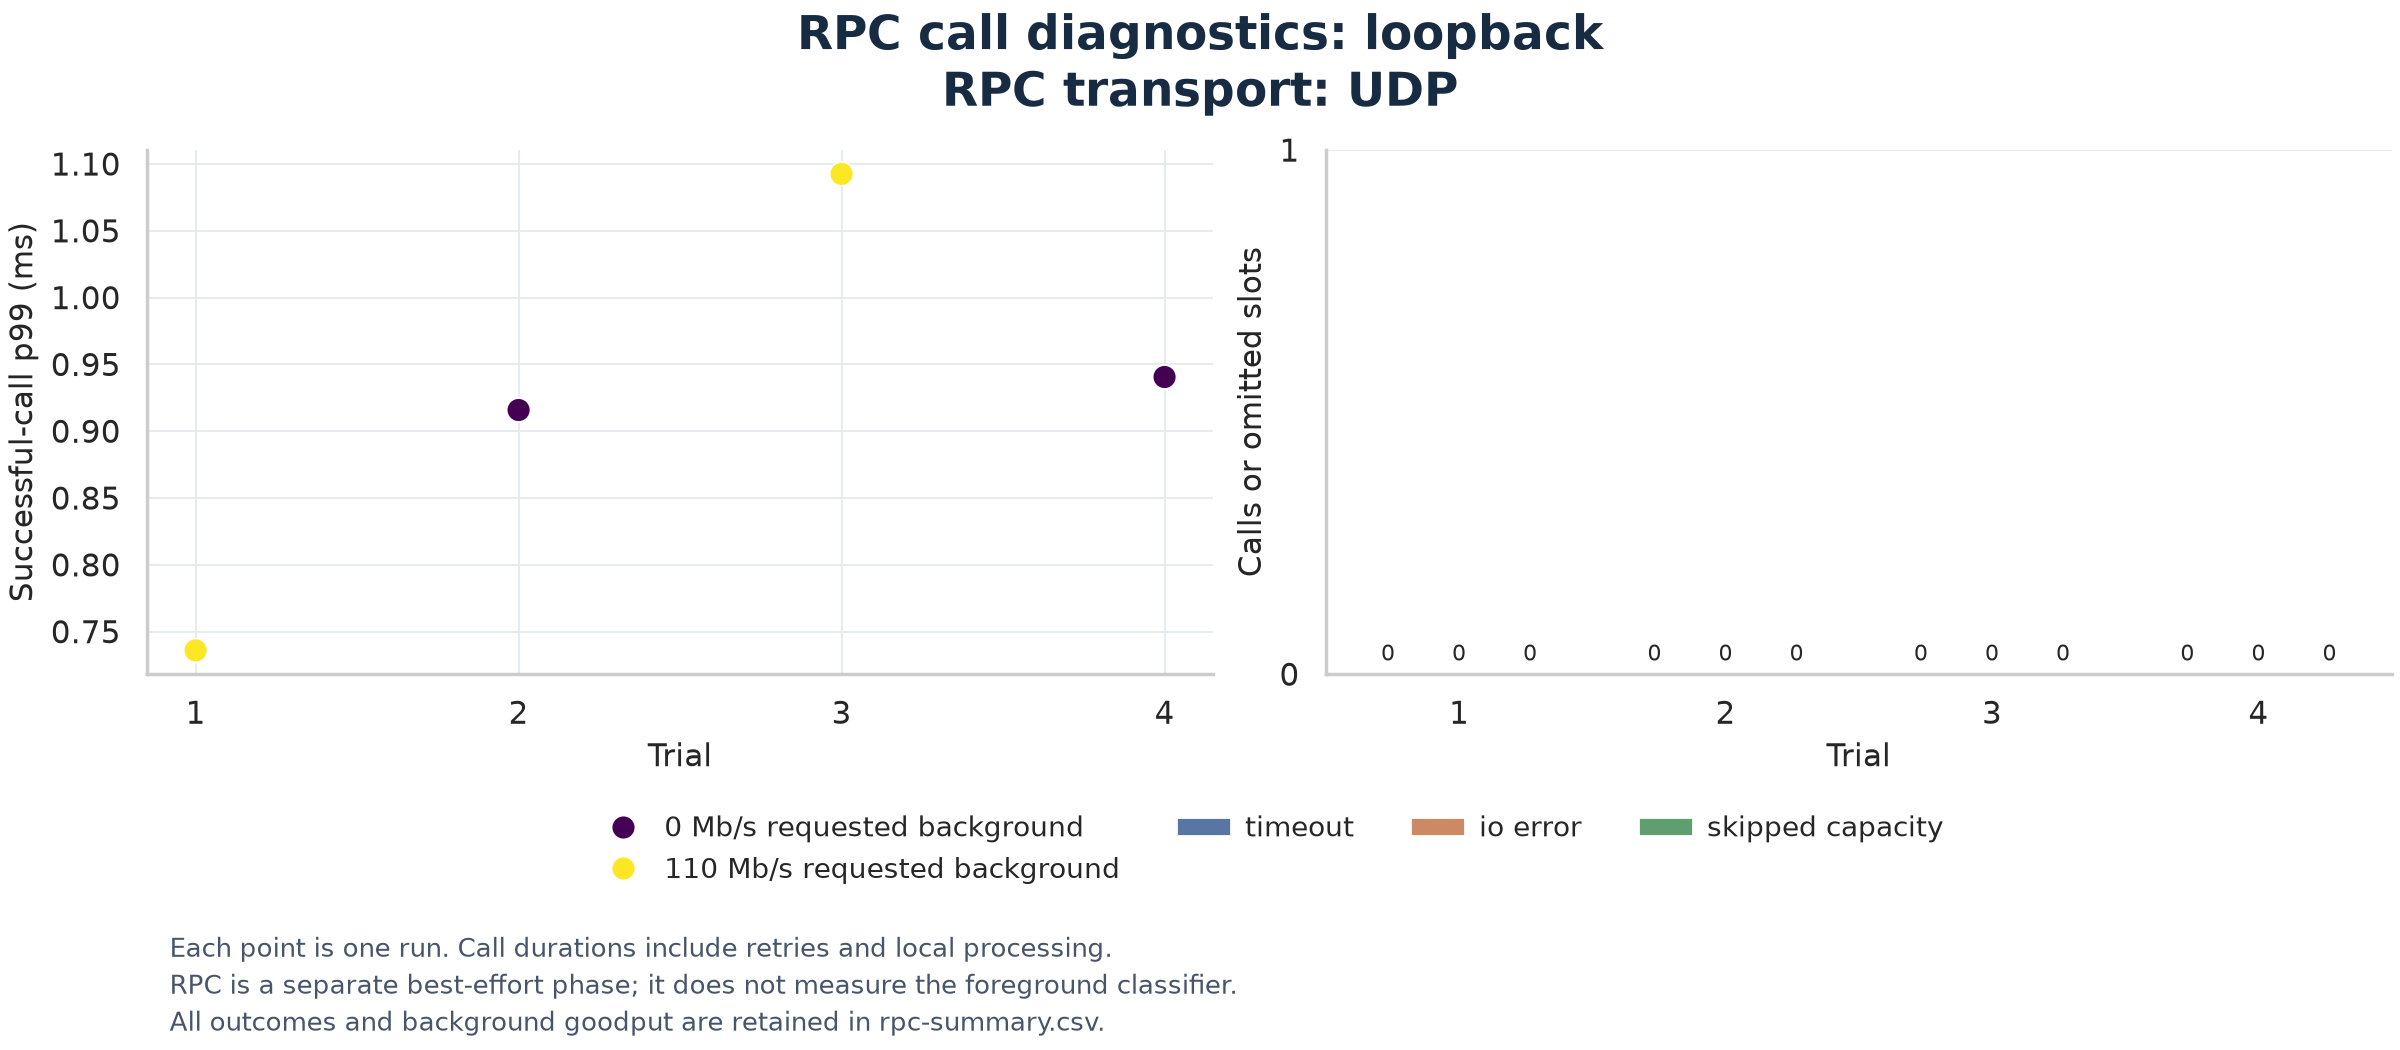 RPC call diagnostics: loopback
RPC transport: UDP
Successful-call p99 (ms)
1.10
1.05
1.00
0.95
0.90
0.85
0.80
0.75
1 2 3 4
Trial
Calls or omitted slots
1
0
0 0 0 0 0 0 0 0 0 0 0 0
1 2 3 4
Trial
0 Mb/s requested background
110 Mb/s requested background
timeout io error skipped capacity
Each point is one run. Call durations include retries and local processing.
RPC is a separate best-effort phase; it does not measure the foreground classifier.
All outcomes and background goodput are retained in rpc-summary.csv.